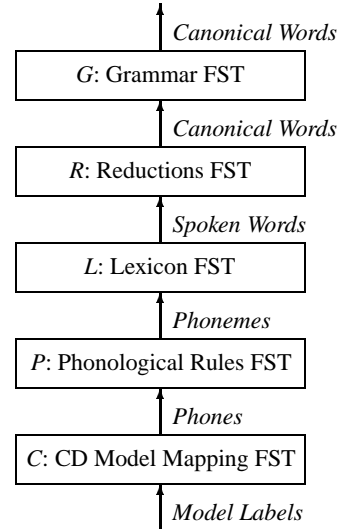 Canonical Words
G: Grammar FST
Canonical Words
R: Reductions FST
Spoken Words
L: Lexicon FST
Phonemes
P: Phonological Rules FST
Phones
C: CD Model Mapping FST
Model Labels